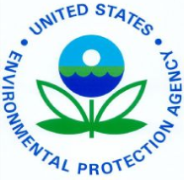 UNITED STATES
ENVIRONMENTAL PROTECTION AGENCY